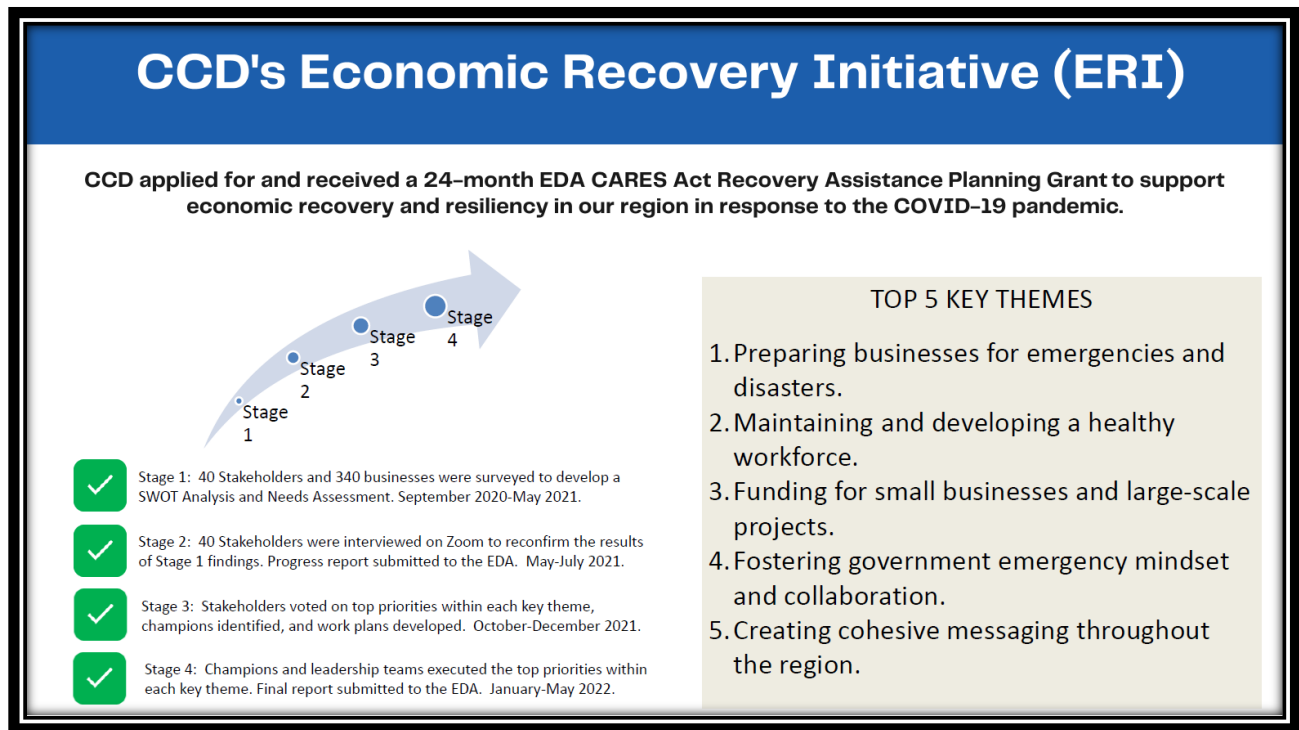 CCD's Economic Recovery Initiative (ERI)
CCD applied for and received a 24-month EDA CARES Act Recovery Assistance Planning Grant to support
economic recovery and resiliency in our region in response to the COVID-19 pandemic.
Stage
1
Stage
2
Stage
3
Stage
4
Stage 1: 40 Stakeholders and 340 businesses were surveyed to develop a
SWOT Analysis and Needs Assessment. September 2020-May 2021.
Stage 2: 40 Stakeholders were interviewed on Zoom to reconfirm the results
of Stage 1 findings. Progress report submitted to the EDA. May-July 2021.
Stage 3: Stakeholders voted on top priorities within each key theme,
champions identified, and work plans developed. October-December 2021.
Stage 4: Champions and leadership teams executed the top priorities within
each key theme. Final report submitted to the EDA. January-May 2022.
TOP 5 KEY THEMES
1. Preparing businesses for emergencies and
disasters.
2. Maintaining and developing a healthy
workforce.
3. Funding for small businesses and large-scale
projects.
4. Fostering government emergency mindset
and collaboration.
5. Creating cohesive messaging throughout
the region.